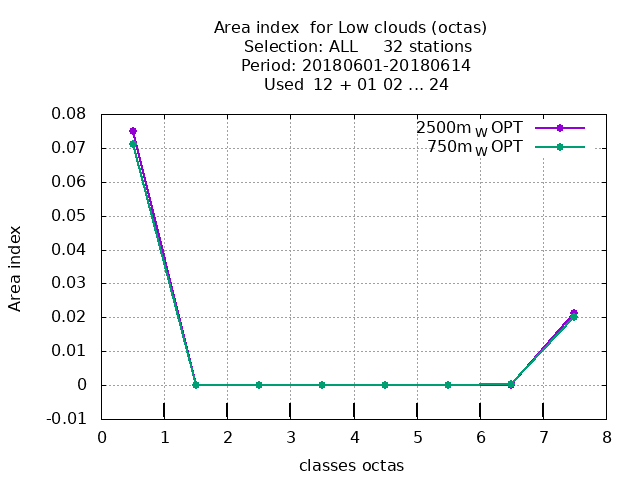 Area index  for Low clouds (octas)
Selection: ALL     32 stations
Period: 20180601-20180614
Used  12 + 01 02 ... 24
0.08
0.07
0.06
0.05
0.04
0.03
0.02
0.01
0
-0.01
Area index
2500m W OPT
750m W OPT
0 1 2 3 4 5 6 7 8
classes octas